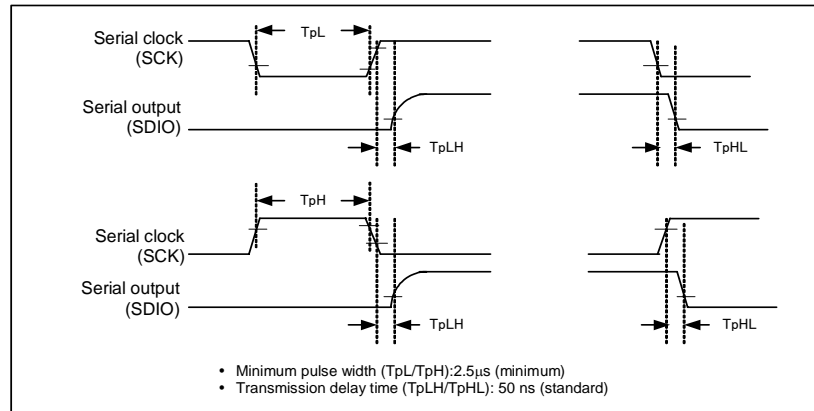 Serial clock
(SCK)
TpL
Serial output
(SDIO)
TpLH
TpHL
TpH
Serial clock
(SCK)
Serial output
(SDIO)
TpLH
TpHL
• Minimum pulse width (TpL/TpH):2.5μs (minimum)
• Transmission delay time (TpLH/TpHL): 50 ns (standard)